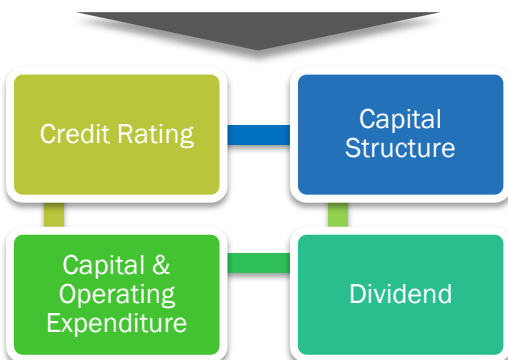 Credit Rating
Capital
Structure
Capital &
Operating
Expenditure
Dividend